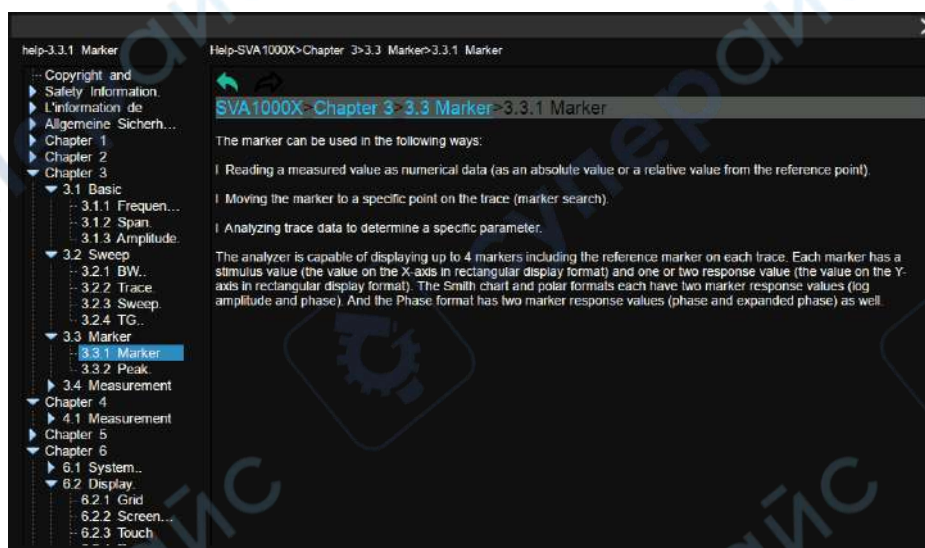 help-3.3.1 Marker
Help-SVA1000X>Chapter 3>3.3 Marker>3.3.1 Marker
Copyright and
Safety Information.
L'information de
Allgemeine Sicherh...
Chapter 1
Chapter 2
Chapter 3
3.1 Basic
3.1.1 Frequen...
3.1.2 Span.
3.1.3 Amplitude.
3.2 Sweep
3.2.1 BW..
3.2.2 Trace.
3.2.3 Sweep.
3.2.4 TG..
3.3 Marker
3.3.1 Marker
3.3.2 Peak.
3.4 Measurement
Chapter 4
4.1 Measurement
Chapter 5
Chapter 6
6.1 System..
6.2 Display.
6.2.1 Grid
6.2.2 Screen...
6.2.3 Touch
SVA1000X>Chapter 3>3.3 Marker>3.3.1 Marker
The marker can be used in the following ways:
l Reading a measured value as numerical data (as an absolute value or a relative value from the reference point).
l Moving the marker to a specific point on the trace (marker search).
l Analyzing trace data to determine a specific parameter.
The analyzer is capable of displaying up to 4 markers including the reference marker on each trace. Each marker has a
stimulus value (the value on the X-axis in rectangular display format) and one or two response value (the value on the Y-
axis in rectangular display format). The Smith chart and polar formats each have two marker response values (log
amplitude and phase). And the Phase format has two marker response values (phase and expanded phase) as well.